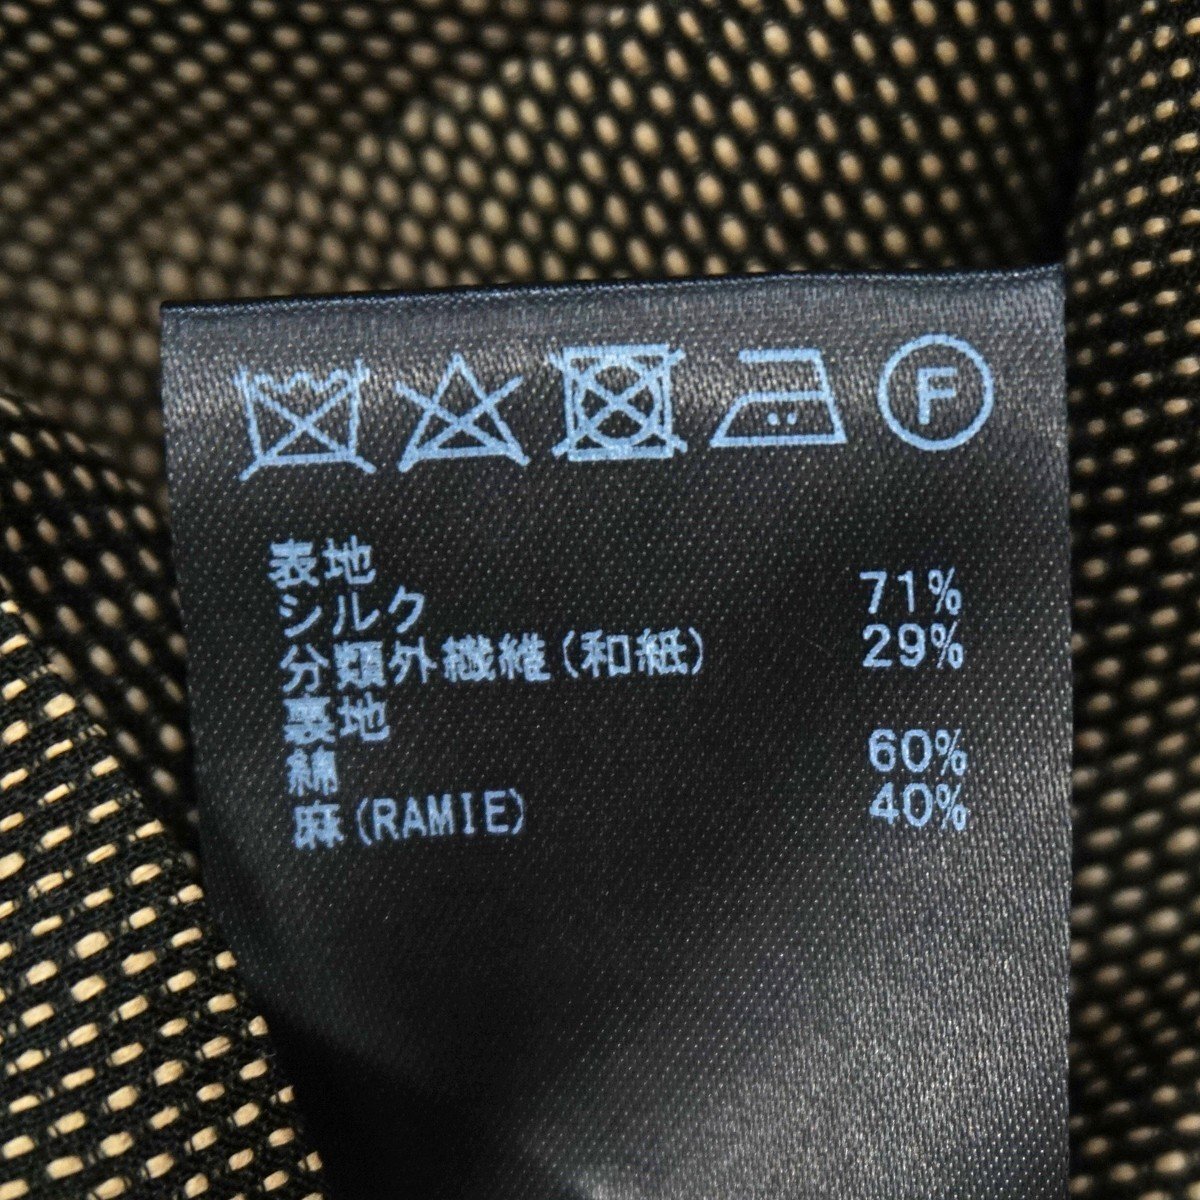 F
表地
シルク 71%
分類外繊維(和紙) 29%
裏地
綿 60%
麻(RAMIE) 40%